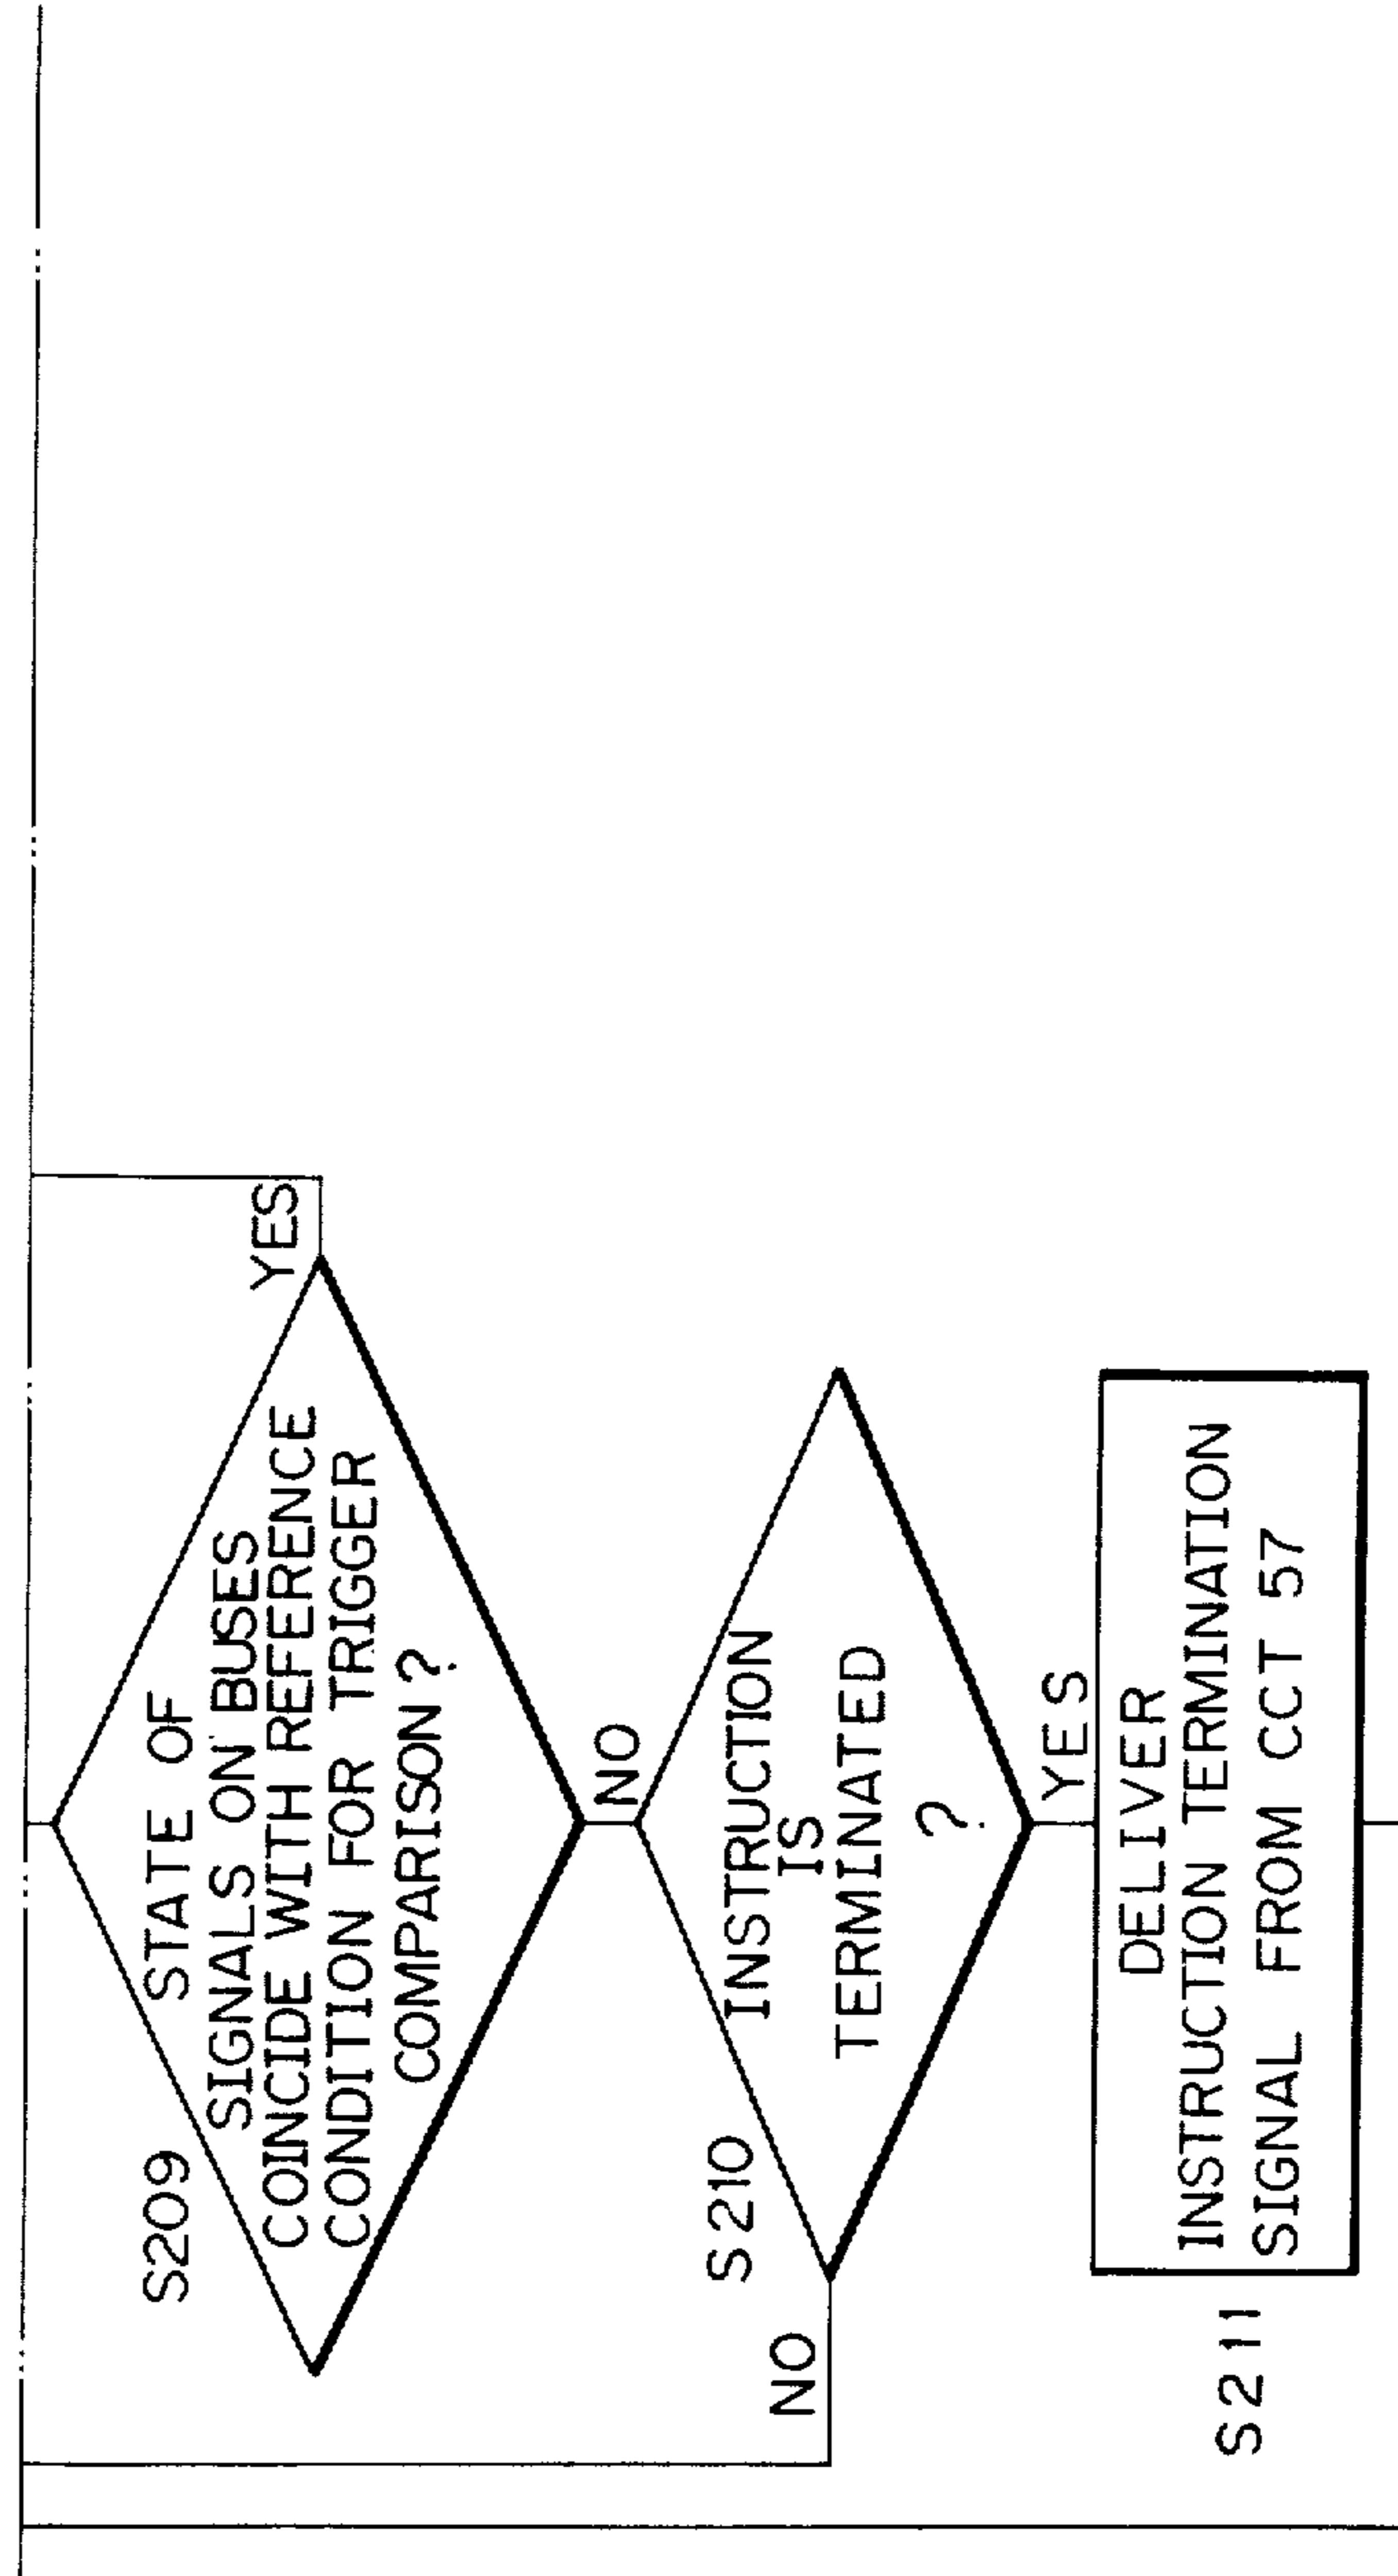 S209
STATE OF
SIGNALS ON BUSES
COINCIDE WITH REFERENCE
CONDITION FOR TRIGGER
COMPARISON ?
YES
NO
S210
INSTRUCTION
IS
TERMINATED
?
NO
YES
S211
DELIVER
INSTRUCTION TERMINATION
SIGNAL FROM CCT 57